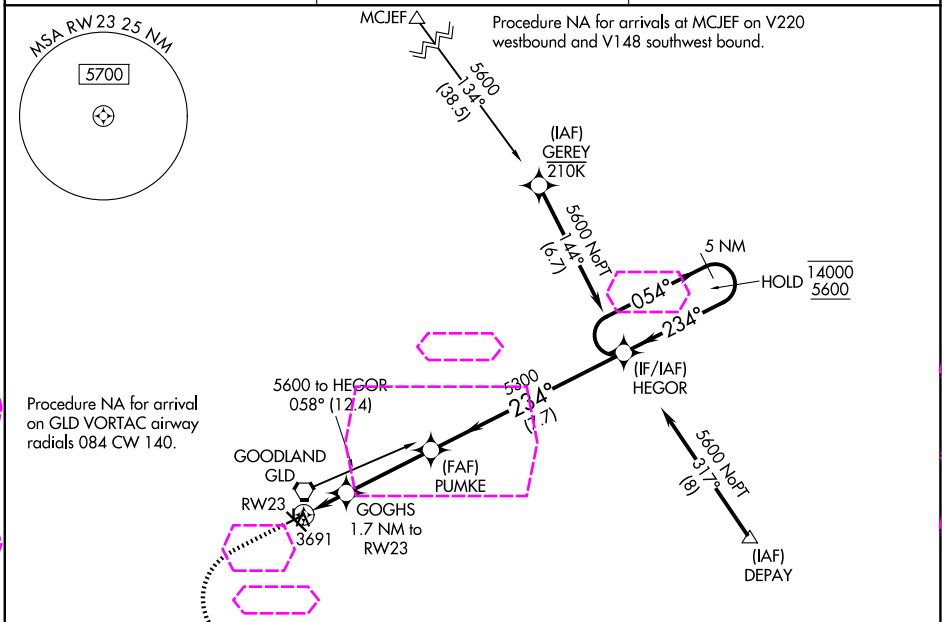 MSA RW 23 25 NM
5700
MCJEF
Procedure NA for arrivals at MCJEF on V220
westbound and V148 southwest bound.
5600
134°
(38.5)
(IAF)
GEREY
210K
5600 NoPT
144°
(6.7)
5 NM
HOLD
14000
5600
054°
234°
(IF/IAF)
HEGOR
5300
234°
(7.7)
5600 to HEGOR
058° (12.4)
Procedure NA for arrival
on GLD VORTAC airway
radials 084 CW 140.
GOODLAND
GLD
(FAF)
PUMKE
RW23
GOGHS
1.7 NM to
RW23
3691
5600 NoPT
317°
(8)
(IAF)
DEPAY